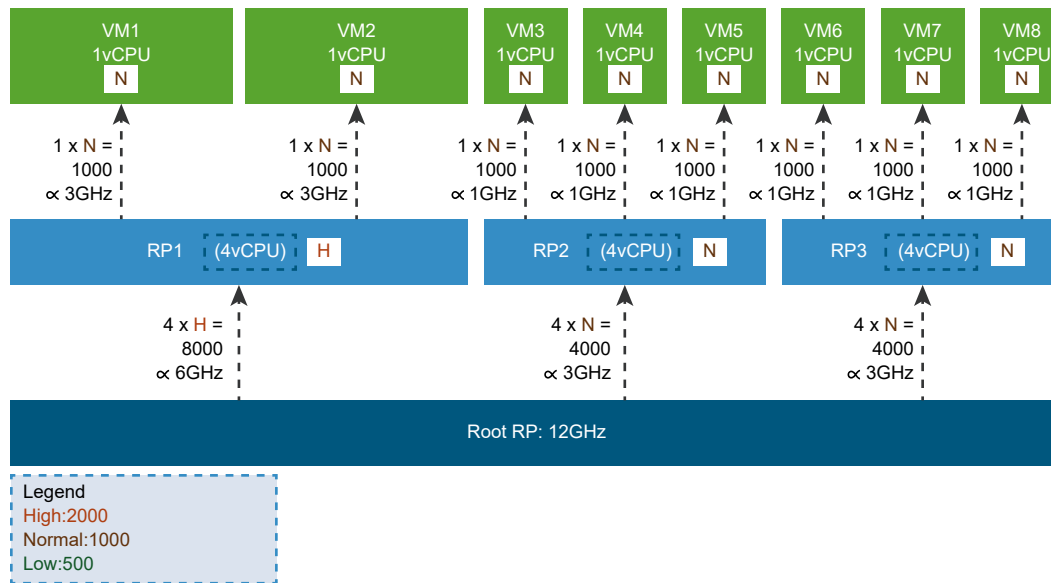 VM1
1vCPU
N
VM2
1vCPU
N
VM3
1vCPU
N
VM4
1vCPU
N
VM5
1vCPU
N
VM6
1vCPU
N
VM7
1vCPU
N
VM8
1vCPU
N
1 x N =
1000
∝ 3GHz
1 x N =
1000
∝ 3GHz
1 x N =
1000
∝ 1GHz
1 x N =
1000
∝ 1GHz
1 x N =
1000
∝ 1GHz
1 x N =
1000
∝ 1GHz
1 x N =
1000
∝ 1GHz
1 x N =
1000
∝ 1GHz
RP1 (4vCPU) H
RP2 (4vCPU) N
RP3 (4vCPU) N
4 x H =
8000
∝ 6GHz
4 x N =
4000
∝ 3GHz
4 x N =
4000
∝ 3GHz
Root RP: 12GHz
Legend
High:2000
Normal:1000
Low:500